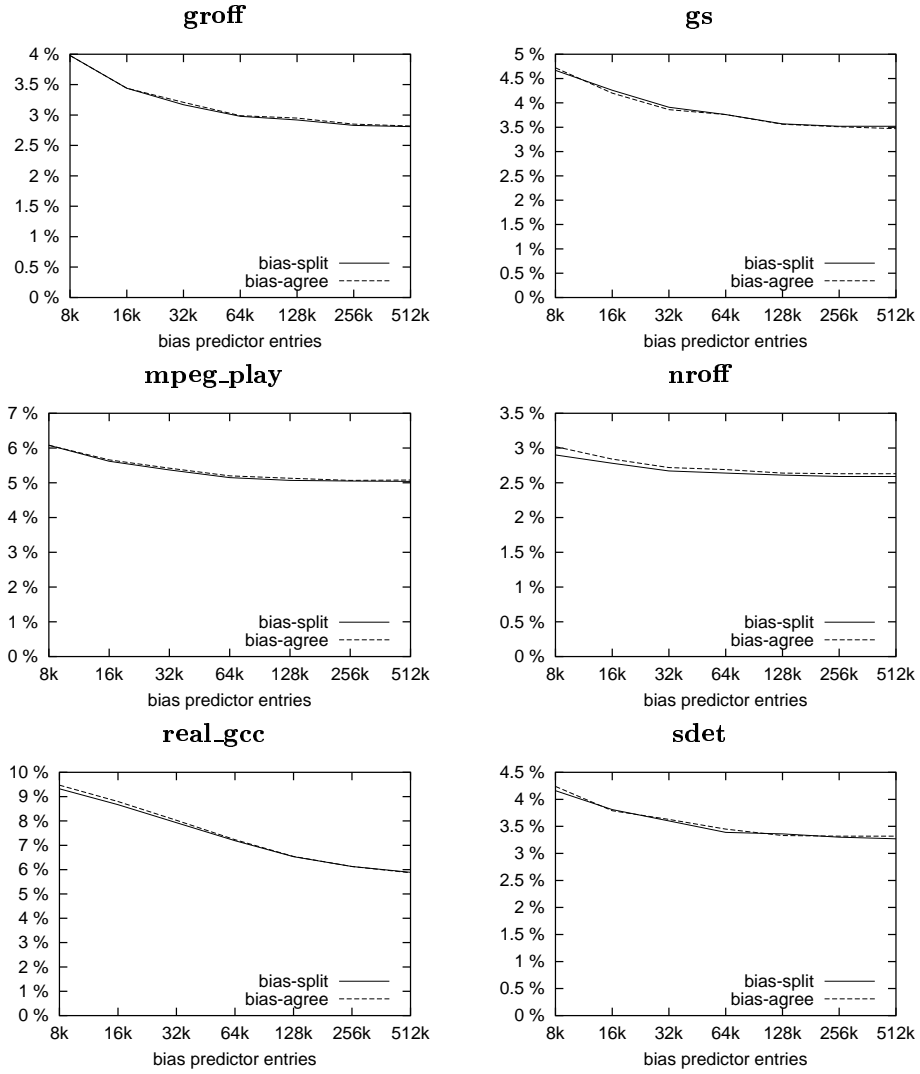 groff
4 %
3.5 %
3 %
2.5 %
2 %
1.5 %
1 %
0.5 %
0 %
bias-split
bias-agree
8k 16k 32k 64k 128k 256k 512k
bias predictor entries
gs
5 %
4.5 %
4 %
3.5 %
3 %
2.5 %
2 %
1.5 %
1 %
0.5 %
0 %
bias-split
bias-agree
8k 16k 32k 64k 128k 256k 512k
bias predictor entries
mpeg_play
7 %
6 %
5 %
4 %
3 %
2 %
1 %
0 %
bias-split
bias-agree
8k 16k 32k 64k 128k 256k 512k
bias predictor entries
nroff
3.5 %
3 %
2.5 %
2 %
1.5 %
1 %
0.5 %
0 %
bias-split
bias-agree
8k 16k 32k 64k 128k 256k 512k
bias predictor entries
real_gcc
10 %
9 %
8 %
7 %
6 %
5 %
4 %
3 %
2 %
1 %
0 %
bias-split
bias-agree
8k 16k 32k 64k 128k 256k 512k
bias predictor entries
sdet
4.5 %
4 %
3.5 %
3 %
2.5 %
2 %
1.5 %
1 %
0.5 %
0 %
bias-split
bias-agree
8k 16k 32k 64k 128k 256k 512k
bias predictor entries